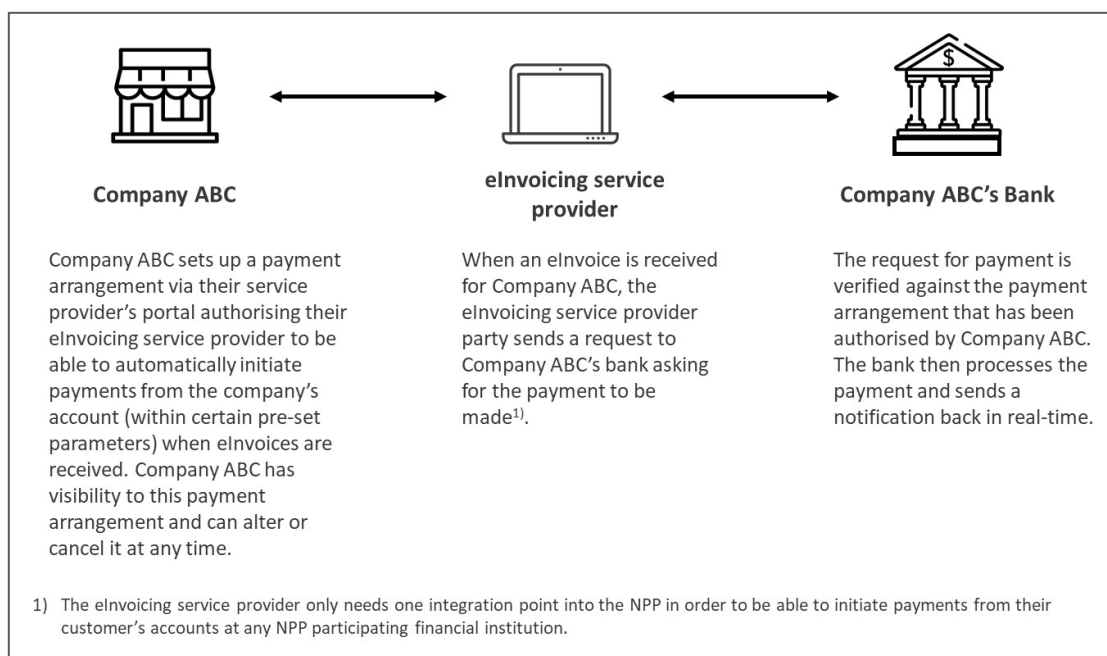 $
Company ABC
eInvoicing service
provider
Company ABC’s Bank
Company ABC sets up a payment
arrangement via their service
provider’s portal authorising their
eInvoicing service provider to be
able to automatically initiate
payments from the company’s
account (within certain pre-set
parameters) when eInvoices are
received. Company ABC has
visibility to this payment
arrangement and can alter or
cancel it at any time.
When an eInvoice is received
for Company ABC, the
eInvoicing service provider
party sends a request to
Company ABC’s bank asking
for the payment to be
made1).
The request for payment is
verified against the payment
arrangement that has been
authorised by Company ABC.
The bank then processes the
payment and sends a
notification back in real-time.
1) The eInvoicing service provider only needs one integration point into the NPP in order to be able to initiate payments from their
customer’s accounts at any NPP participating financial institution.